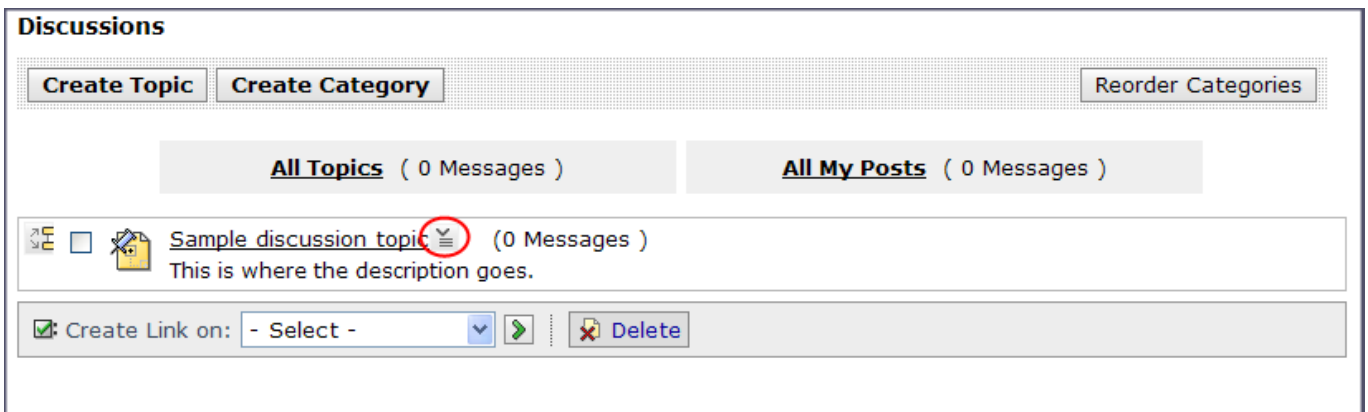 Discussions
Create Topic Create Category Reorder Categories
All Topics ( 0 Messages ) All My Posts ( 0 Messages )
Sample discussion topic (0 Messages )
This is where the description goes.
Create Link on: - Select - Delete